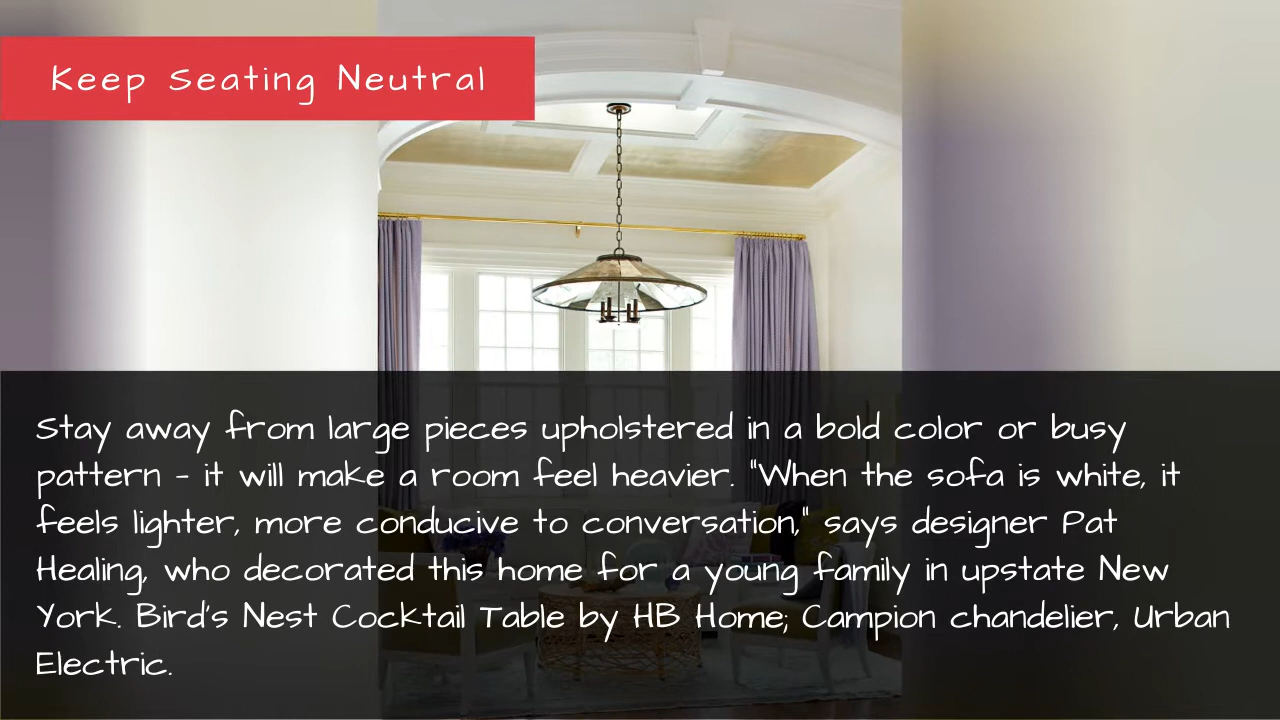 Keep Seating Neutral
Stay away from large pieces upholstered in a bold color or busy
pattern - it will make a room feel heavier. "When the sofa is white, it
feels lighter, more conducive to conversation," says designer Pat
Healing, who decorated this home for a young family in upstate New
York. Bird's Nest Cocktail Table by HB Home; Campion chandelier, Urban
Electric.